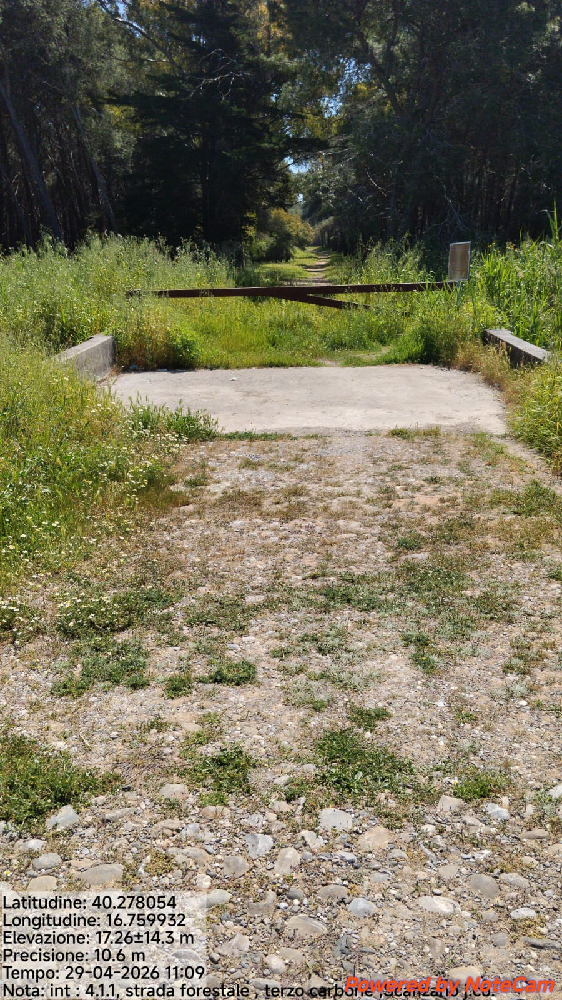 Latitudine: 40.278054
Longitudine: 16.759932
Elevazione: 17.26±14.3 m
Precisione: 10.6 m
Tempo: 29-04-2026 11:09
Nota: int : 4.1.1, strada forestale , terzo
Powered by NoteCam